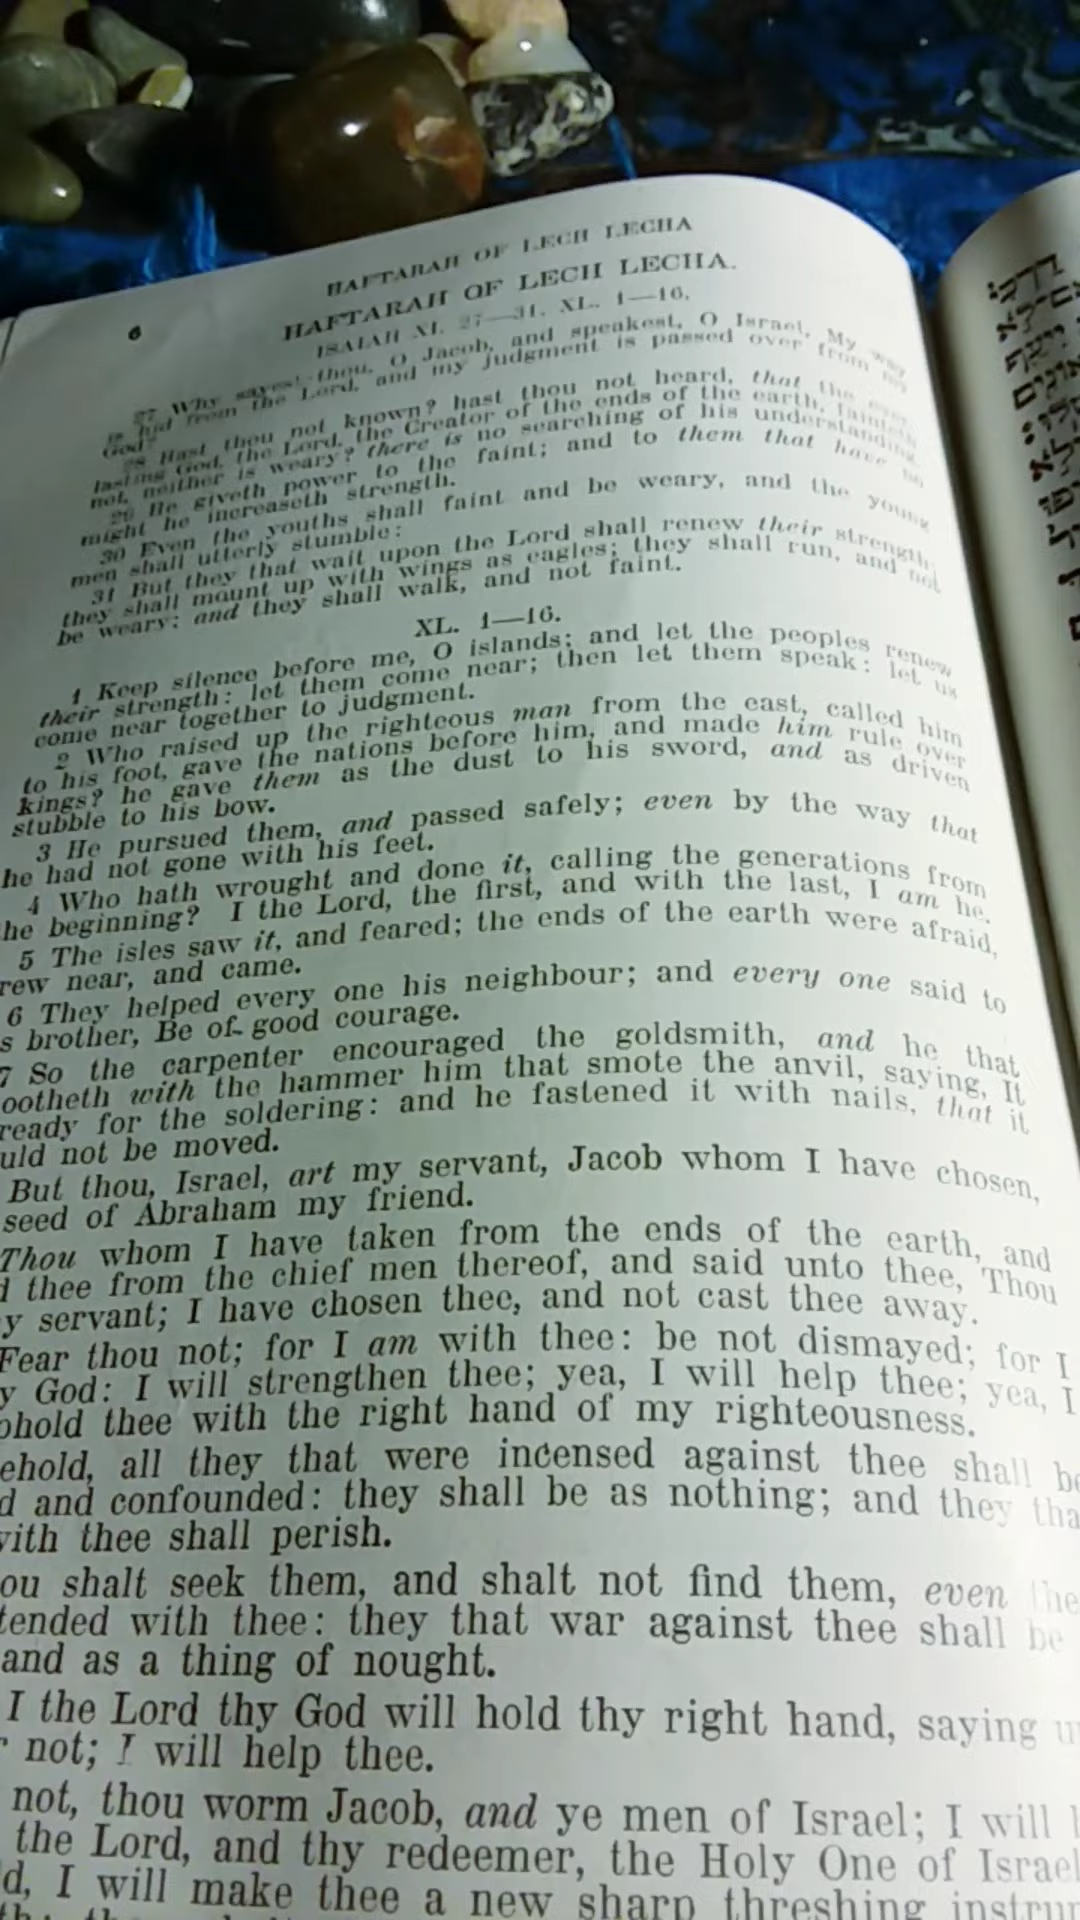 HAFTARAH OF LECH LECHA
6
HAFTARAH OF LECH LECHA.
ISAIAH XL. 27—31. XL. 1—16.
27 Why sayest thou, O Jacob, and speakest, O Israel, My way
is hid from the Lord, and my judgment is passed over from my
God?
28 Hast thou not known? hast thou not heard, that the ever
lasting God, the Lord, the Creator of the ends of the earth, fainteth
not, neither is weary? there is no searching of his understanding.
29 He giveth power to the faint; and to them that have no
might he increaseth strength.
30 Even the youths shall faint and be weary, and the young
men shall utterly stumble:
31 But they that wait upon the Lord shall renew their strength;
they shall mount up with wings as eagles; they shall run, and not
be weary; and they shall walk, and not faint.
XL. 1—16.
1 Keep silence before me, O islands; and let the peoples renew
their strength: let them come near; then let them speak: let us
come near together to judgment.
2 Who raised up the righteous man from the east, called him
to his foot, gave the nations before him, and made him rule over
kings? he gave them as the dust to his sword, and as driven
stubble to his bow.
3 He pursued them, and passed safely; even by the way that
he had not gone with his feet.
4 Who hath wrought and done it, calling the generations from
he beginning? I the Lord, the first, and with the last, I am he.
5 The isles saw it, and feared; the ends of the earth were afraid,
rew near, and came.
6 They helped every one his neighbour; and every one said to
s brother, Be of good courage.
7 So the carpenter encouraged the goldsmith, and he that
ootheth with the hammer him that smote the anvil, saying, It
ready for the soldering: and he fastened it with nails, that it
uld not be moved.
But thou, Israel, art my servant, Jacob whom I have chosen,
seed of Abraham my friend.
Thou whom I have taken from the ends of the earth, and
d thee from the chief men thereof, and said unto thee, Thou
y servant; I have chosen thee, and not cast thee away.
Fear thou not; for I am with thee: be not dismayed; for I
y God: I will strengthen thee; yea, I will help thee; yea, I
phold thee with the right hand of my righteousness.
ehold, all they that were incensed against thee shall be
d and confounded: they shall be as nothing; and they tha
with thee shall perish.
ou shalt seek them, and shalt not find them, even the
tended with thee: they that war against thee shall be
and as a thing of nought.
I the Lord thy God will hold thy right hand, saying u
r not; I will help thee.
not, thou worm Jacob, and ye men of Israel; I will
the Lord, and thy redeemer, the Holy One of Israel
d, I will make thee a new sharp threshing instrum